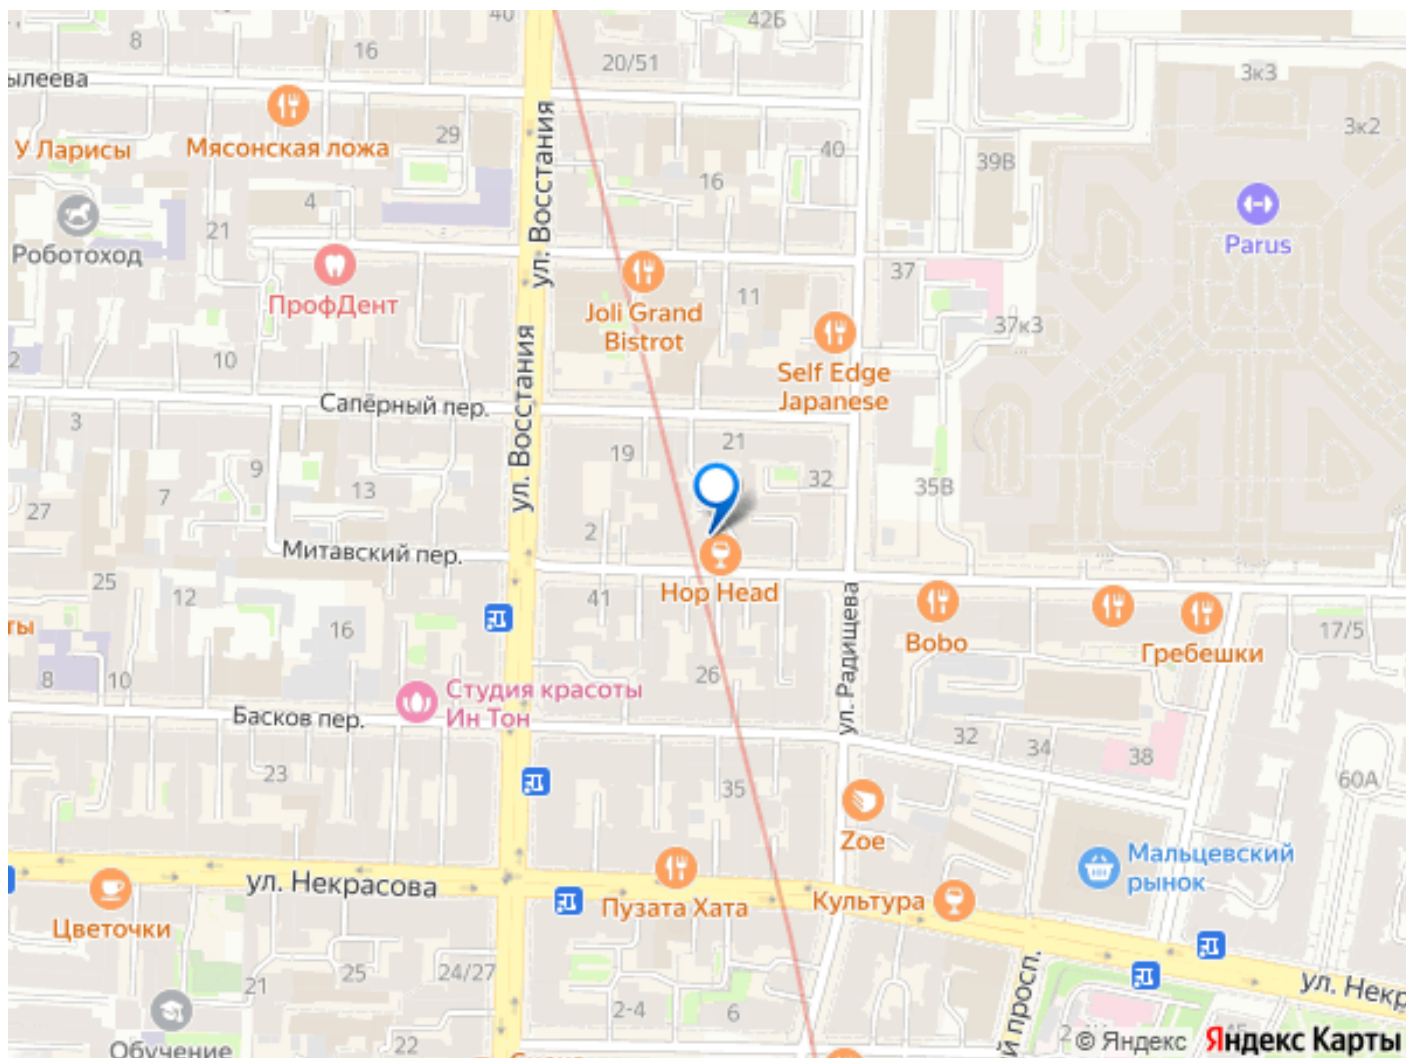 40
42Б
8
16
20/51
ылеева
3к3
3к2
29
У Ларисы
Мясонская ложа
ул. Восстания
40
39В
16
4
21
Роботоход
Parus
ПрофДент
37
Joli Grand
Bistrot
11
37к3
2
10
Self Edge
Japanese
ул. Восстания
Сапёрный пер.
3
19
21
32
9
7
13
27
35В
2
Митавский пер.
25
12
41
Hop Head
ул. Радищева
Bobo
Гребешки
17/5
ты
16
8
10
26
Студия красоты
Ин Тон
Басков пер.
32
34
38
23
35
60А
Zoe
Мальцевский
рынок
ул. Некрасова
Пузата Хата
Культура
Цветочки
21
25
24/27
2-4
6
й просп.
ул. Некр
Обучение
22
© Яндекс
Яндекс Карты